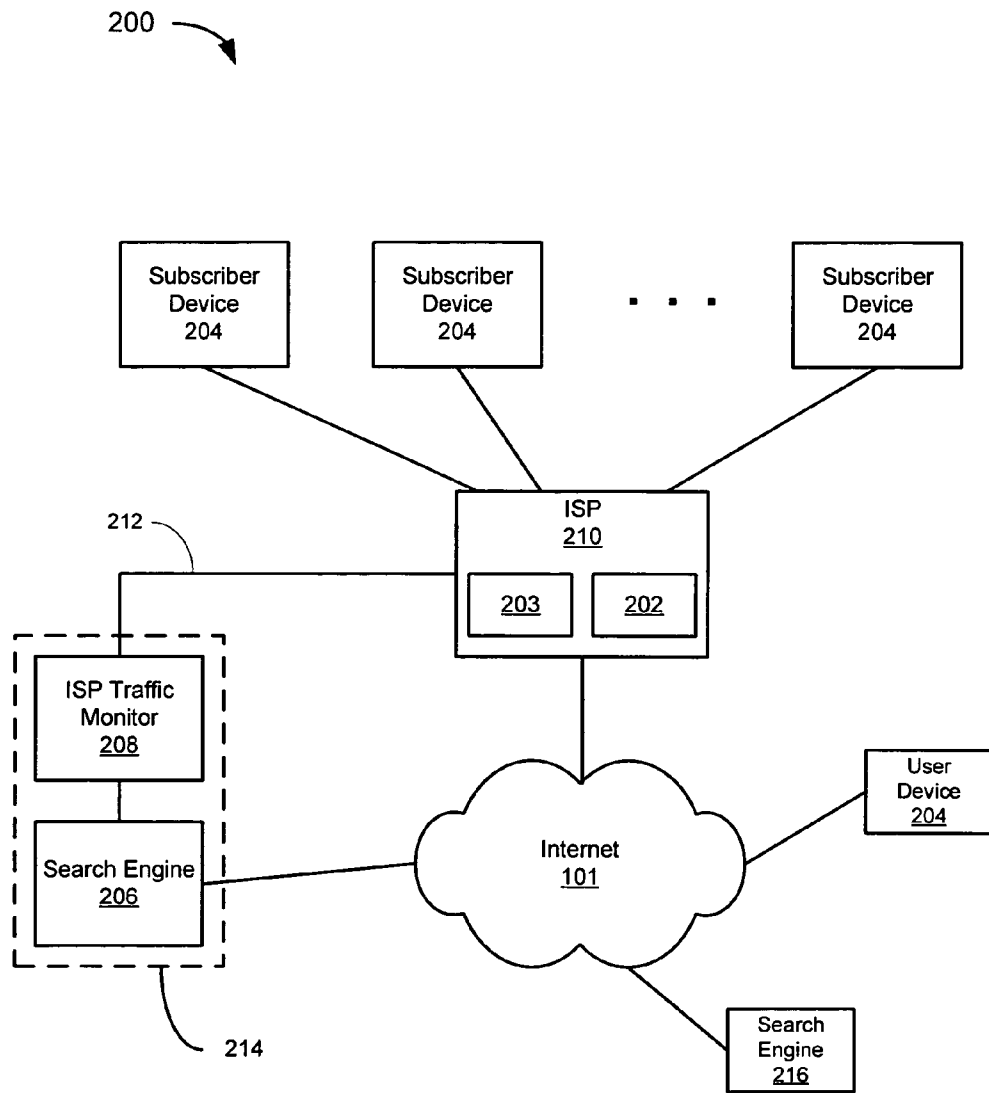 200
Subscriber
Device
204
Subscriber
Device
204
. . .
Subscriber
Device
204
ISP
210
212
203
202
ISP Traffic
Monitor
208
User
Device
204
Internet
101
Search Engine
206
Search
Engine
216
214